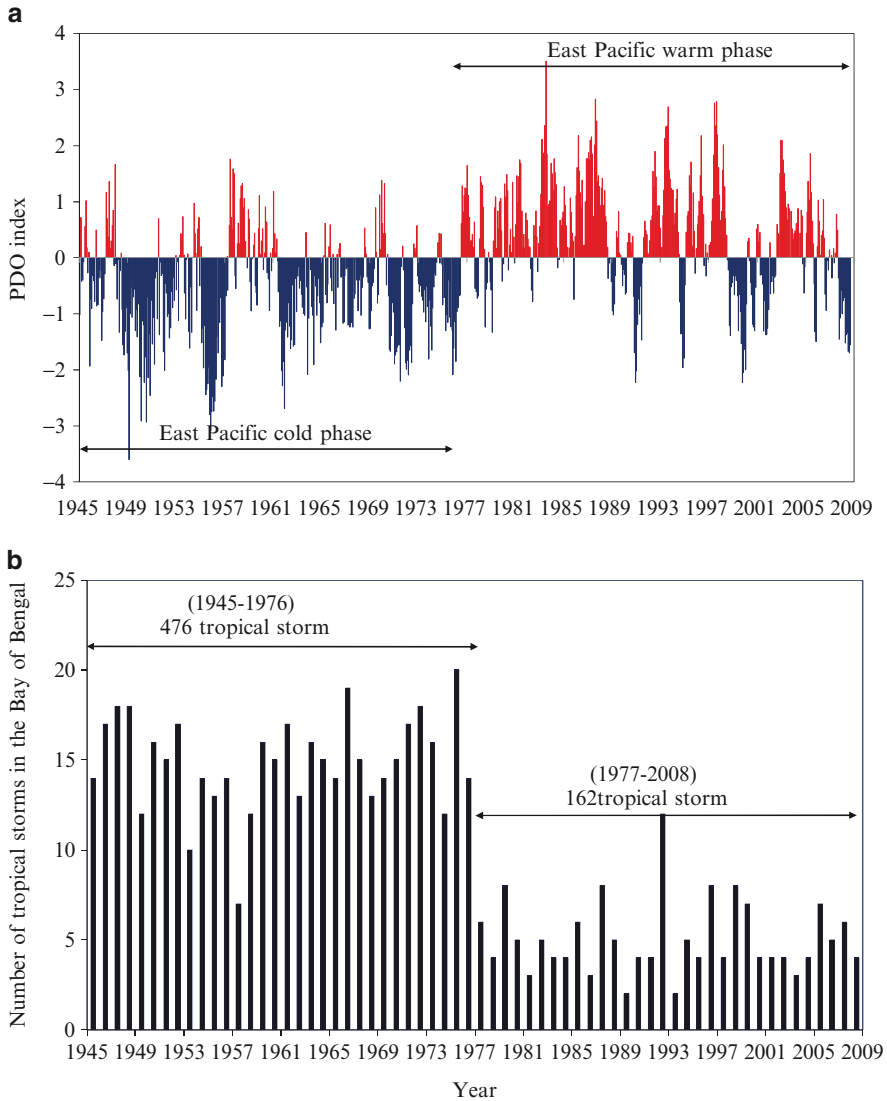 a
4
3
2
1
0
−1
−2
−3
−4
PDO index
East Pacific warm phase
East Pacific cold phase
1945 1949 1953 1957 1961 1965 1969 1973 1977 1981 1985 1989 1993 1997 2001 2005 2009
b
25
20
15
10
5
0
Number of tropical storms in the Bay of Bengal
(1945-1976)
476 tropical storm
(1977-2008)
162tropical storm
1945 1949 1953 1957 1961 1965 1969 1973 1977 1981 1985 1989 1993 1997 2001 2005 2009
Year